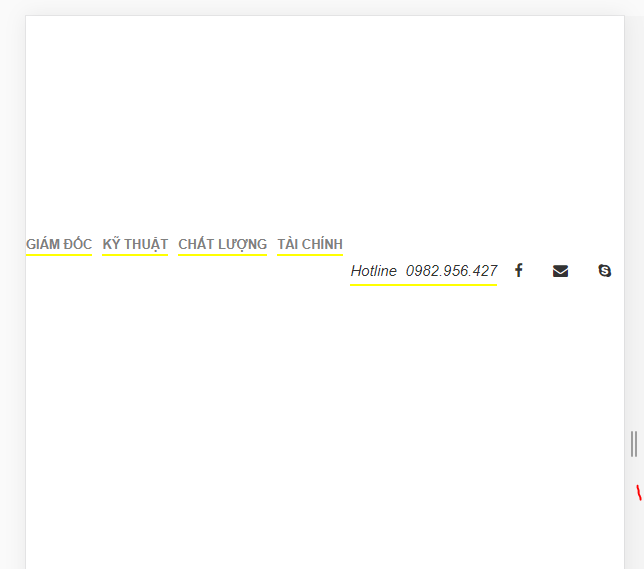 GIÁM ĐỐC KỸ THUẬT CHẤT LƯỢNG TÀI CHÍNH
Hotline 0982.956.427